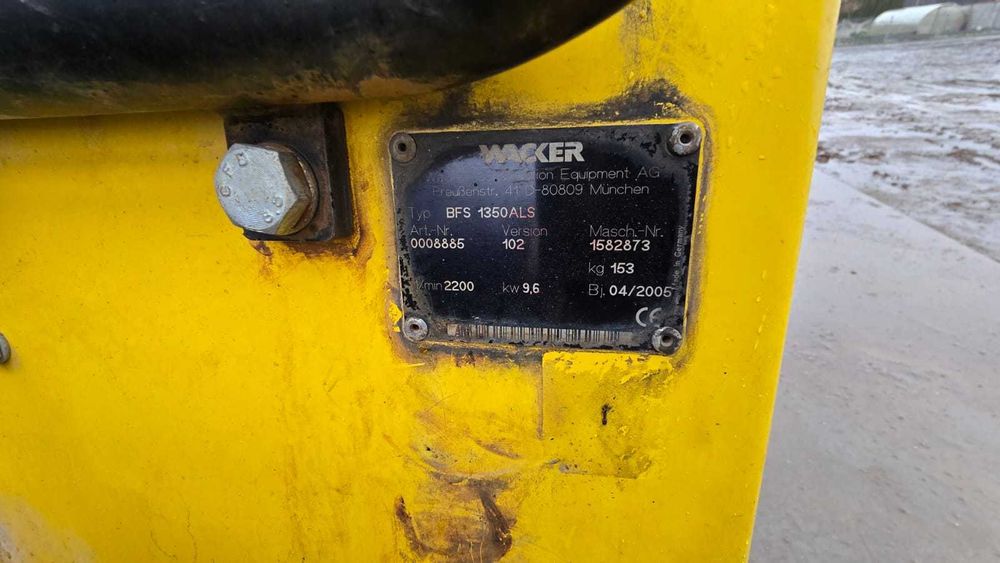 WACKER
Equipment AG
Preußenstr. 41 D-80809 München
Typ BFS 1350ALS
Art.-Nr. Version Masch.-Nr.
0008885 102 1582873
kg 153
1/min 2200 kw 9,6 Bj. 04/2005
Made in Germany
CE